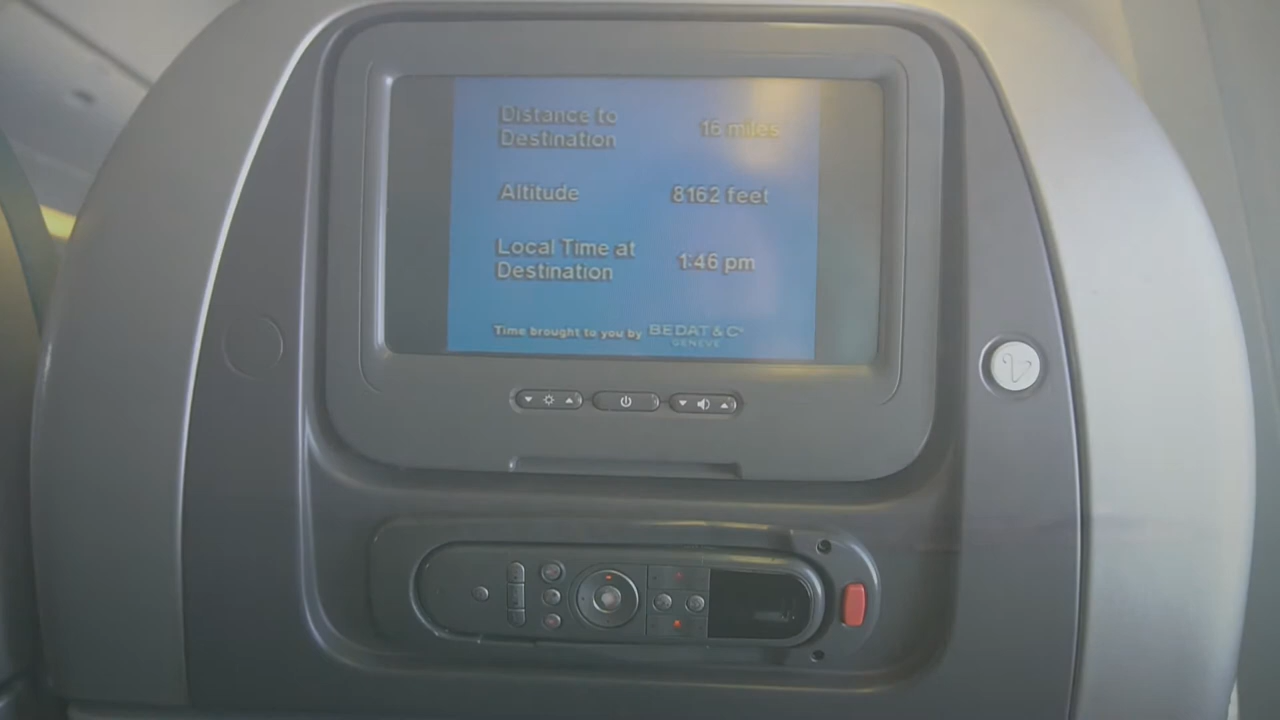 Distance to
Destination
16 miles
Altitude
8162 feet
Local Time at
Destination
1:46 pm
Time brought to you by BEDAT & Cº
GENEVE